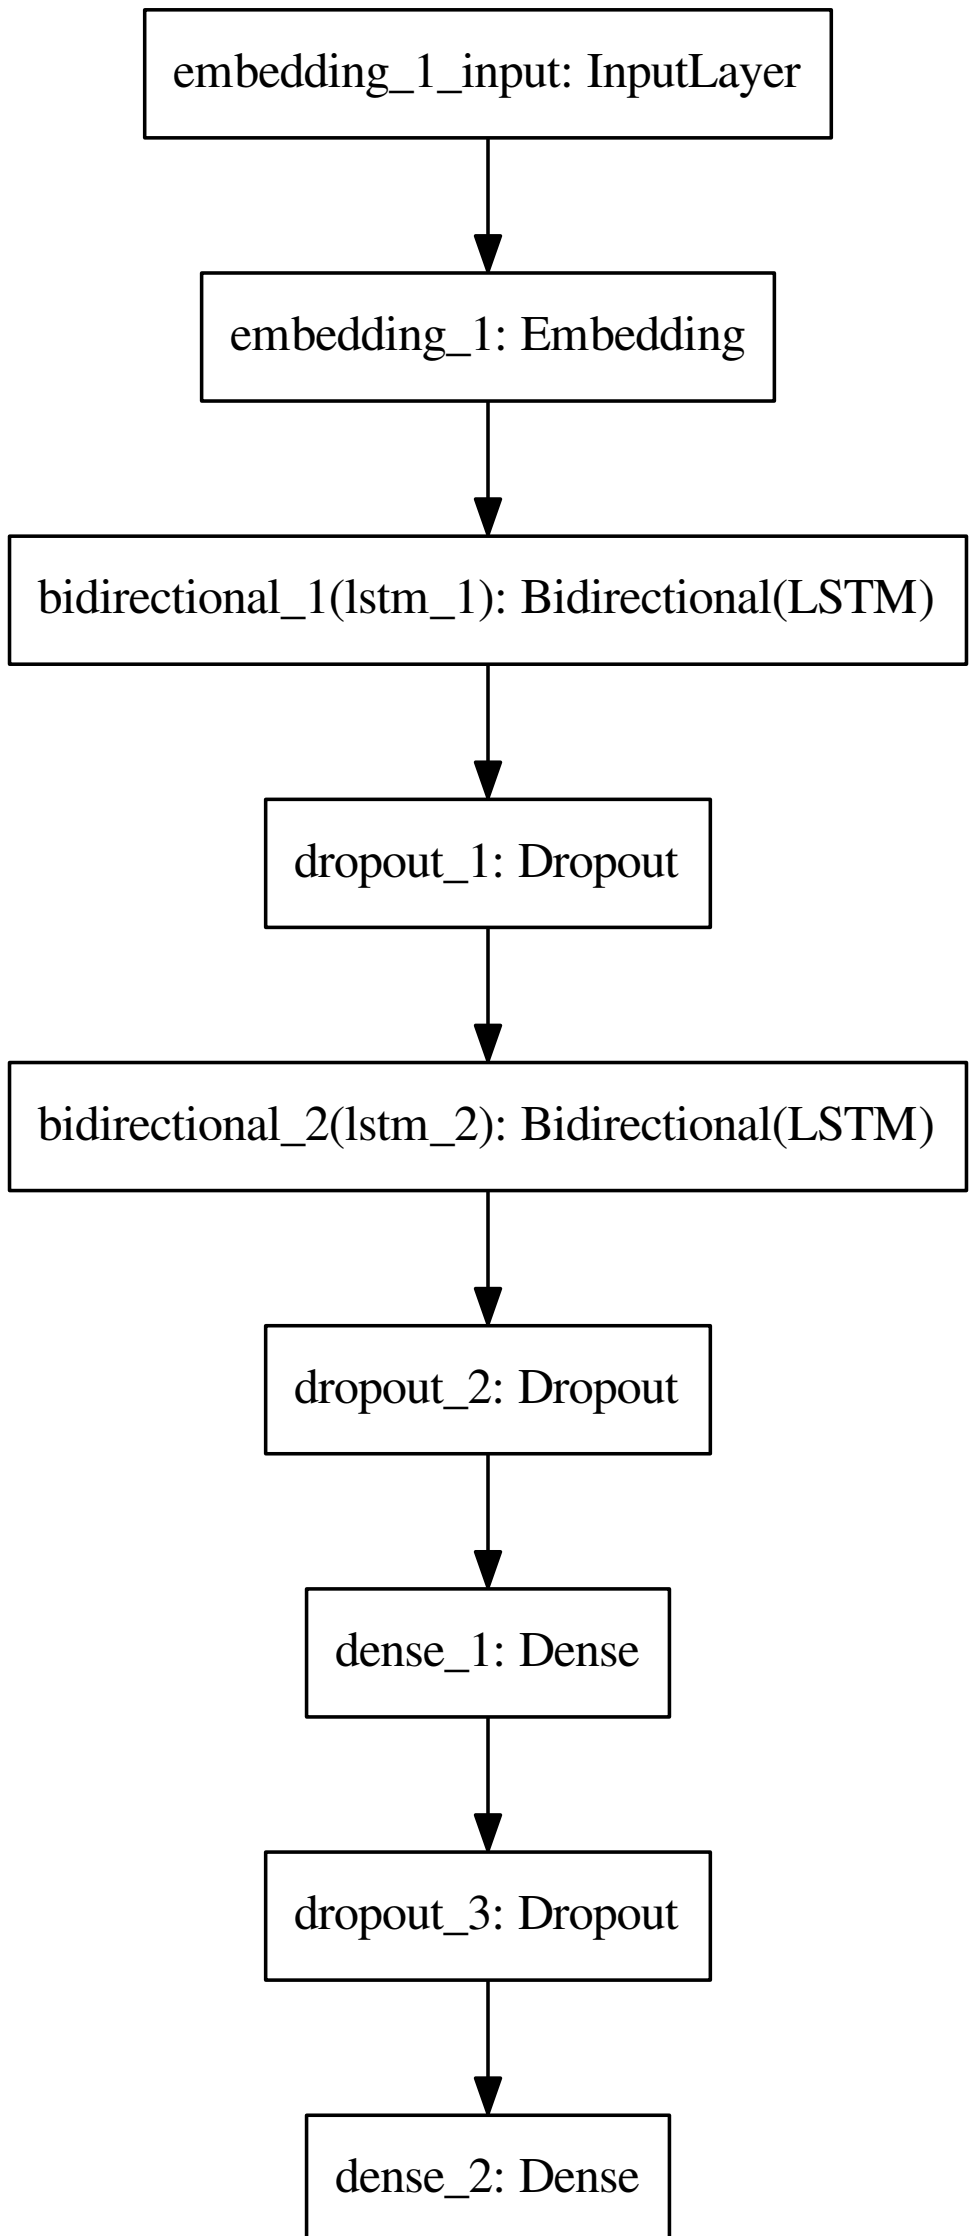 embedding_1_input: InputLayer
embedding_1: Embedding
bidirectional_1(lstm_1): Bidirectional(LSTM)
dropout_1: Dropout
bidirectional_2(lstm_2): Bidirectional(LSTM)
dropout_2: Dropout
dense_1: Dense
dropout_3: Dropout
dense_2: Dense